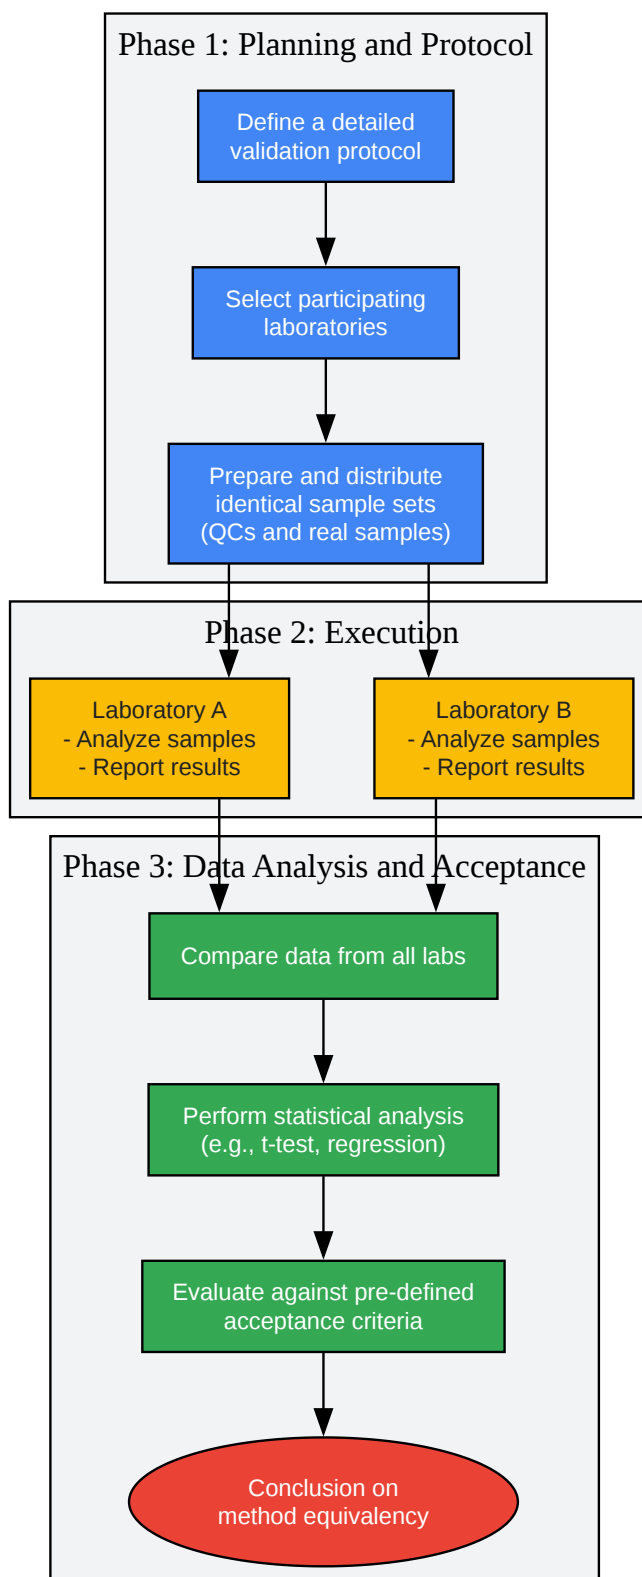 Phase 1: Planning and Protocol
Define a detailed
validation protocol
Select participating
laboratories
Prepare and distribute
identical sample sets
(QCs and real samples)
Phase 2: Execution
Laboratory A
- Analyze samples
- Report results
Laboratory B
- Analyze samples
- Report results
Phase 3: Data Analysis and Acceptance
Compare data from all labs
Perform statistical analysis
(e.g., t-test, regression)
Evaluate against pre-defined
acceptance criteria
Conclusion on
method equivalency